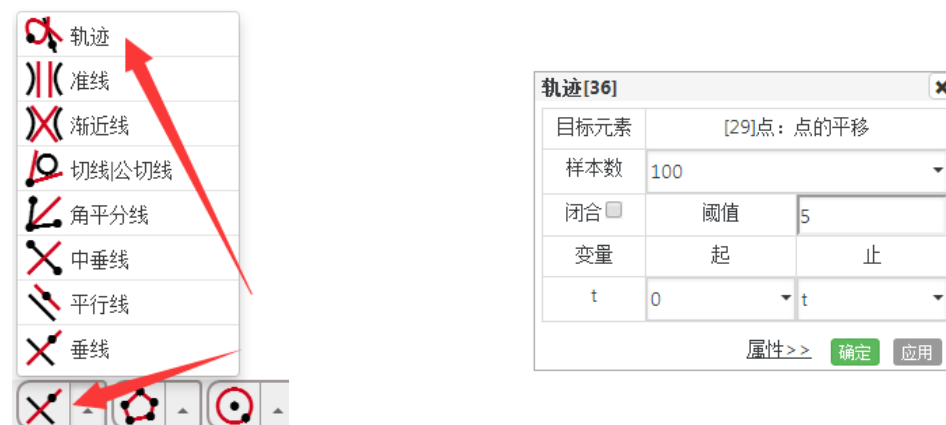 轨迹
准线
渐近线
切线|公切线
角平分线
中垂线
平行线
垂线
轨迹[36]
目标元素 [29]点：点的平移
样本数 100
闭合 阈值 5
变量 起 止
t 0 t
属性>> 确定 应用